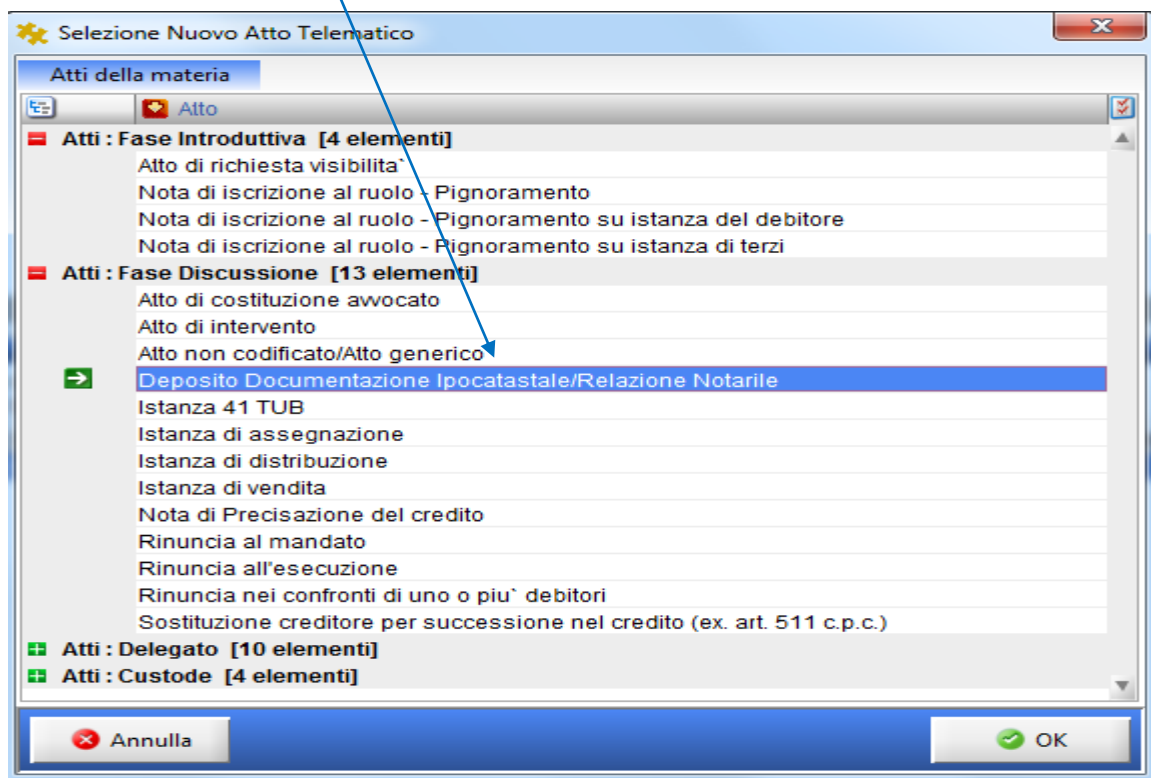 Selezione Nuovo Atto Telematico
Atti della materia
Atto
Atti : Fase Introduttiva [4 elementi]
Atto di richiesta visibilita`
Nota di iscrizione al ruolo - Pignoramento
Nota di iscrizione al ruolo - Pignoramento su istanza del debitore
Nota di iscrizione al ruolo - Pignoramento su istanza di terzi
Atti : Fase Discussione [13 elementi]
Atto di costituzione avvocato
Atto di intervento
Atto non codificato/Atto generico
Deposito Documentazione Ipocatastale/Relazione Notarile
Istanza 41 TUB
Istanza di assegnazione
Istanza di distribuzione
Istanza di vendita
Nota di Precisazione del credito
Rinuncia al mandato
Rinuncia all'esecuzione
Rinuncia nei confronti di uno o piu` debitori
Sostituzione creditore per successione nel credito (ex. art. 511 c.p.c.)
Atti : Delegato [10 elementi]
Atti : Custode [4 elementi]
Annulla OK